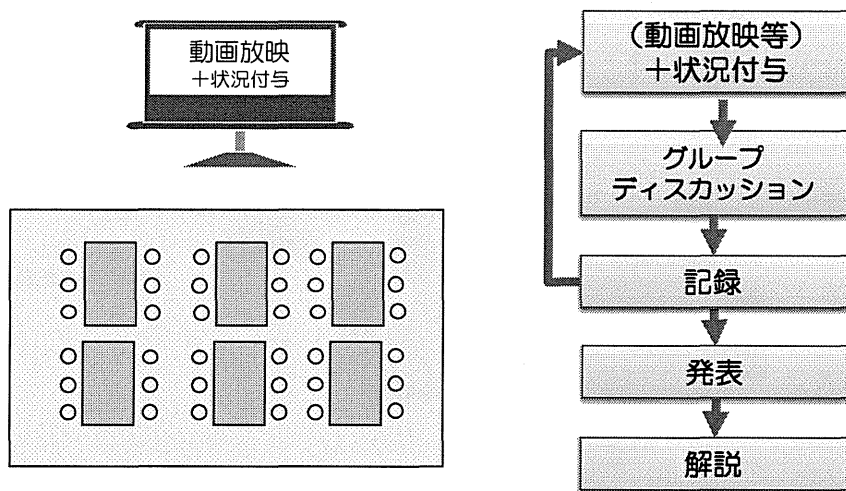 動画放映
+状況付与
(動画放映等)
+状況付与
グループ
ディスカッション
記録
発表
解説